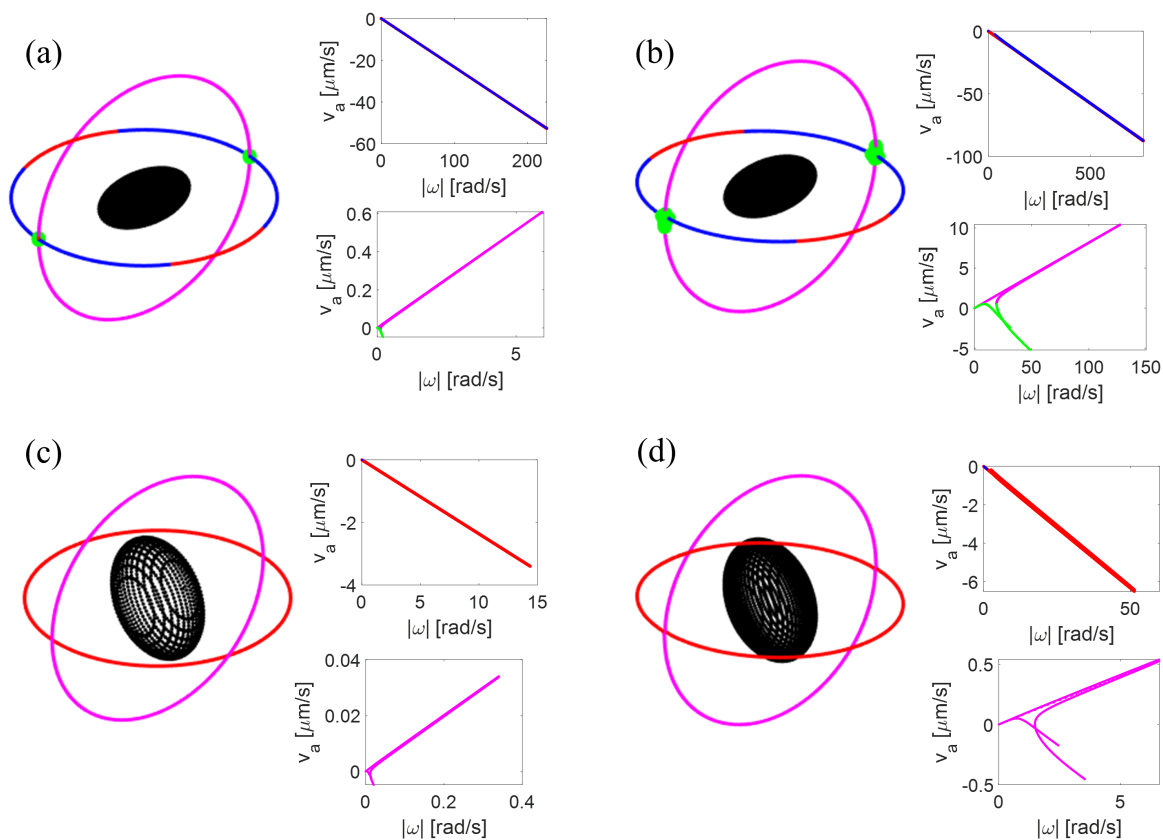 (a)
0
-20
-40
-60
v_a [μm/s]
0 100 200
|ω| [rad/s]
0.6
0.4
0.2
0
v_a [μm/s]
0 5
|ω| [rad/s]
(b)
0
-50
-100
v_a [μm/s]
0 500
|ω| [rad/s]
10
5
0
-5
v_a [μm/s]
0 50 100 150
|ω| [rad/s]
(c)
0
-2
-4
v_a [μm/s]
0 5 10 15
|ω| [rad/s]
0.04
0.02
0
v_a [μm/s]
0 0.2 0.4
|ω| [rad/s]
(d)
0
-2
-4
-6
v_a [μm/s]
0 50
|ω| [rad/s]
0.5
0
-0.5
v_a [μm/s]
0 5
|ω| [rad/s]